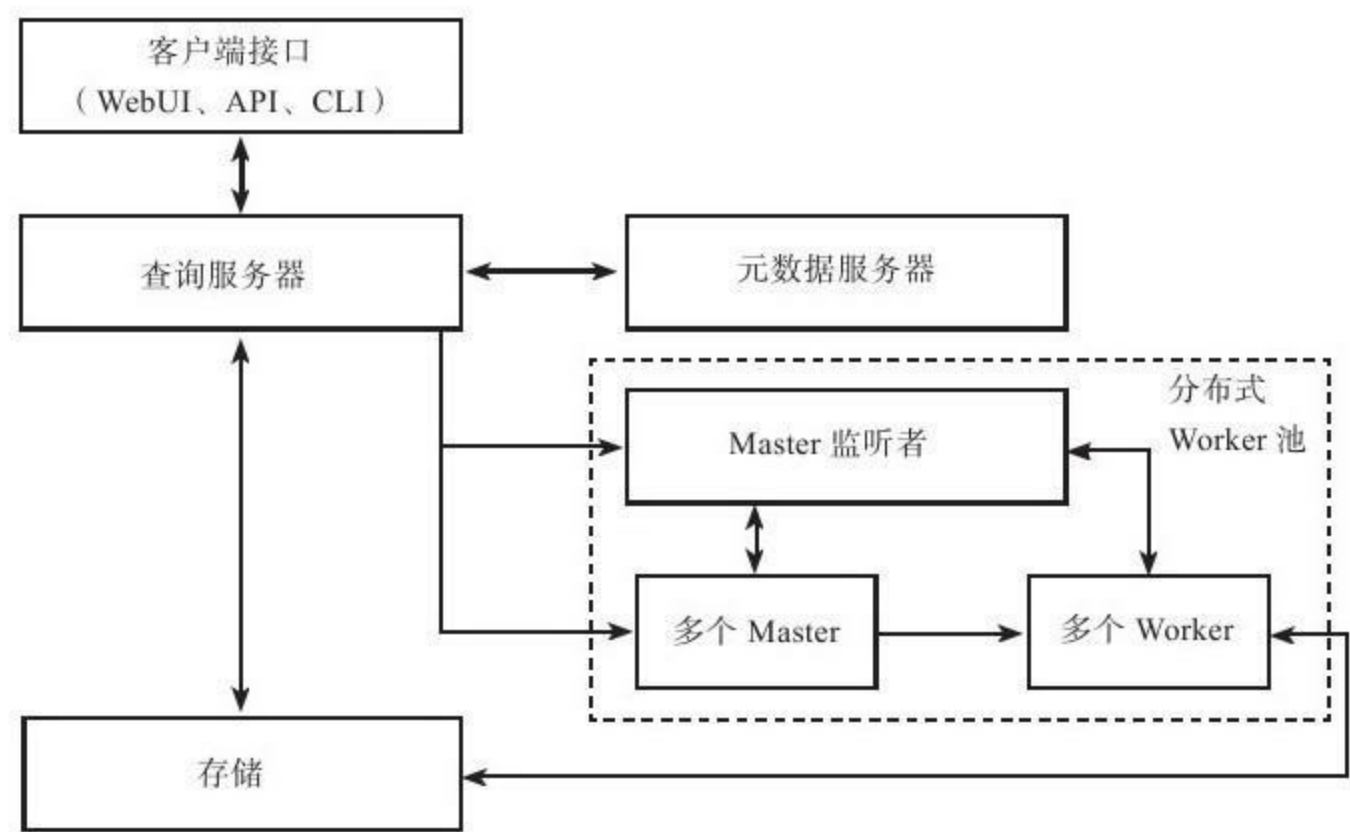 客户端接口
（WebUI、API、CLI）
查询服务器
元数据服务器
分布式
Worker 池
Master 监听者
多个 Master
多个 Worker
存储